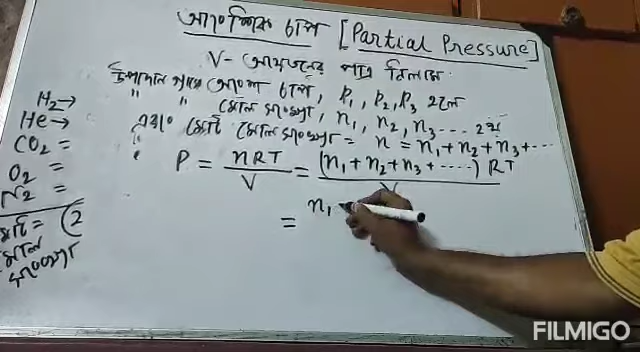 আংশিক চাপ [Partial Pressure]
V- আয়তনের পাত্র নিলাম.
উপাদান গ্যাসে আংশ চাপ, P₁, P₂, P₃ হলে
" " মোল সংখ্যা, n₁, n₂, n₃ .... হয়
এবং মোট মোল সংখ্যা = n = n₁ + n₂ + n₃ + ...
P = nRT / V = (n₁ + n₂ + n₃ + ....) RT / V
= n₁
H₂→
He→
CO₂ =
O₂ =
N₂ =
মোট = (2
মোল
সংখ্যা
FILMIGO